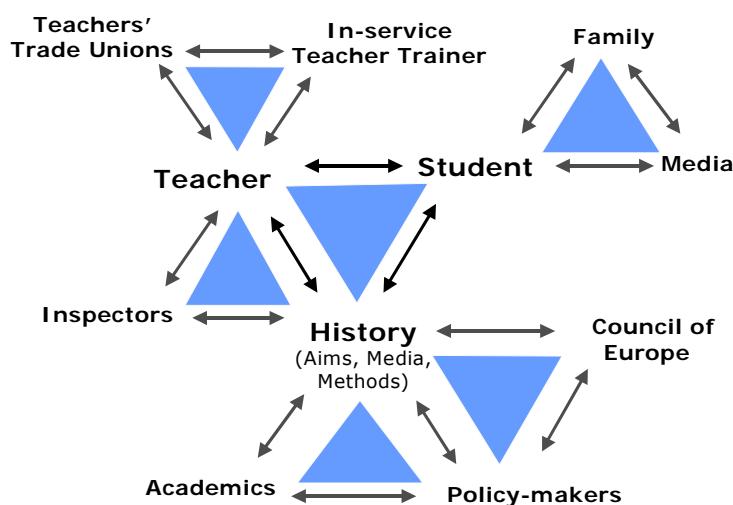 Teachers'
Trade Unions
In-service
Teacher Trainer
Family
Teacher
Student
Media
Inspectors
History
(Aims, Media,
Methods)
Council of
Europe
Academics
Policy-makers